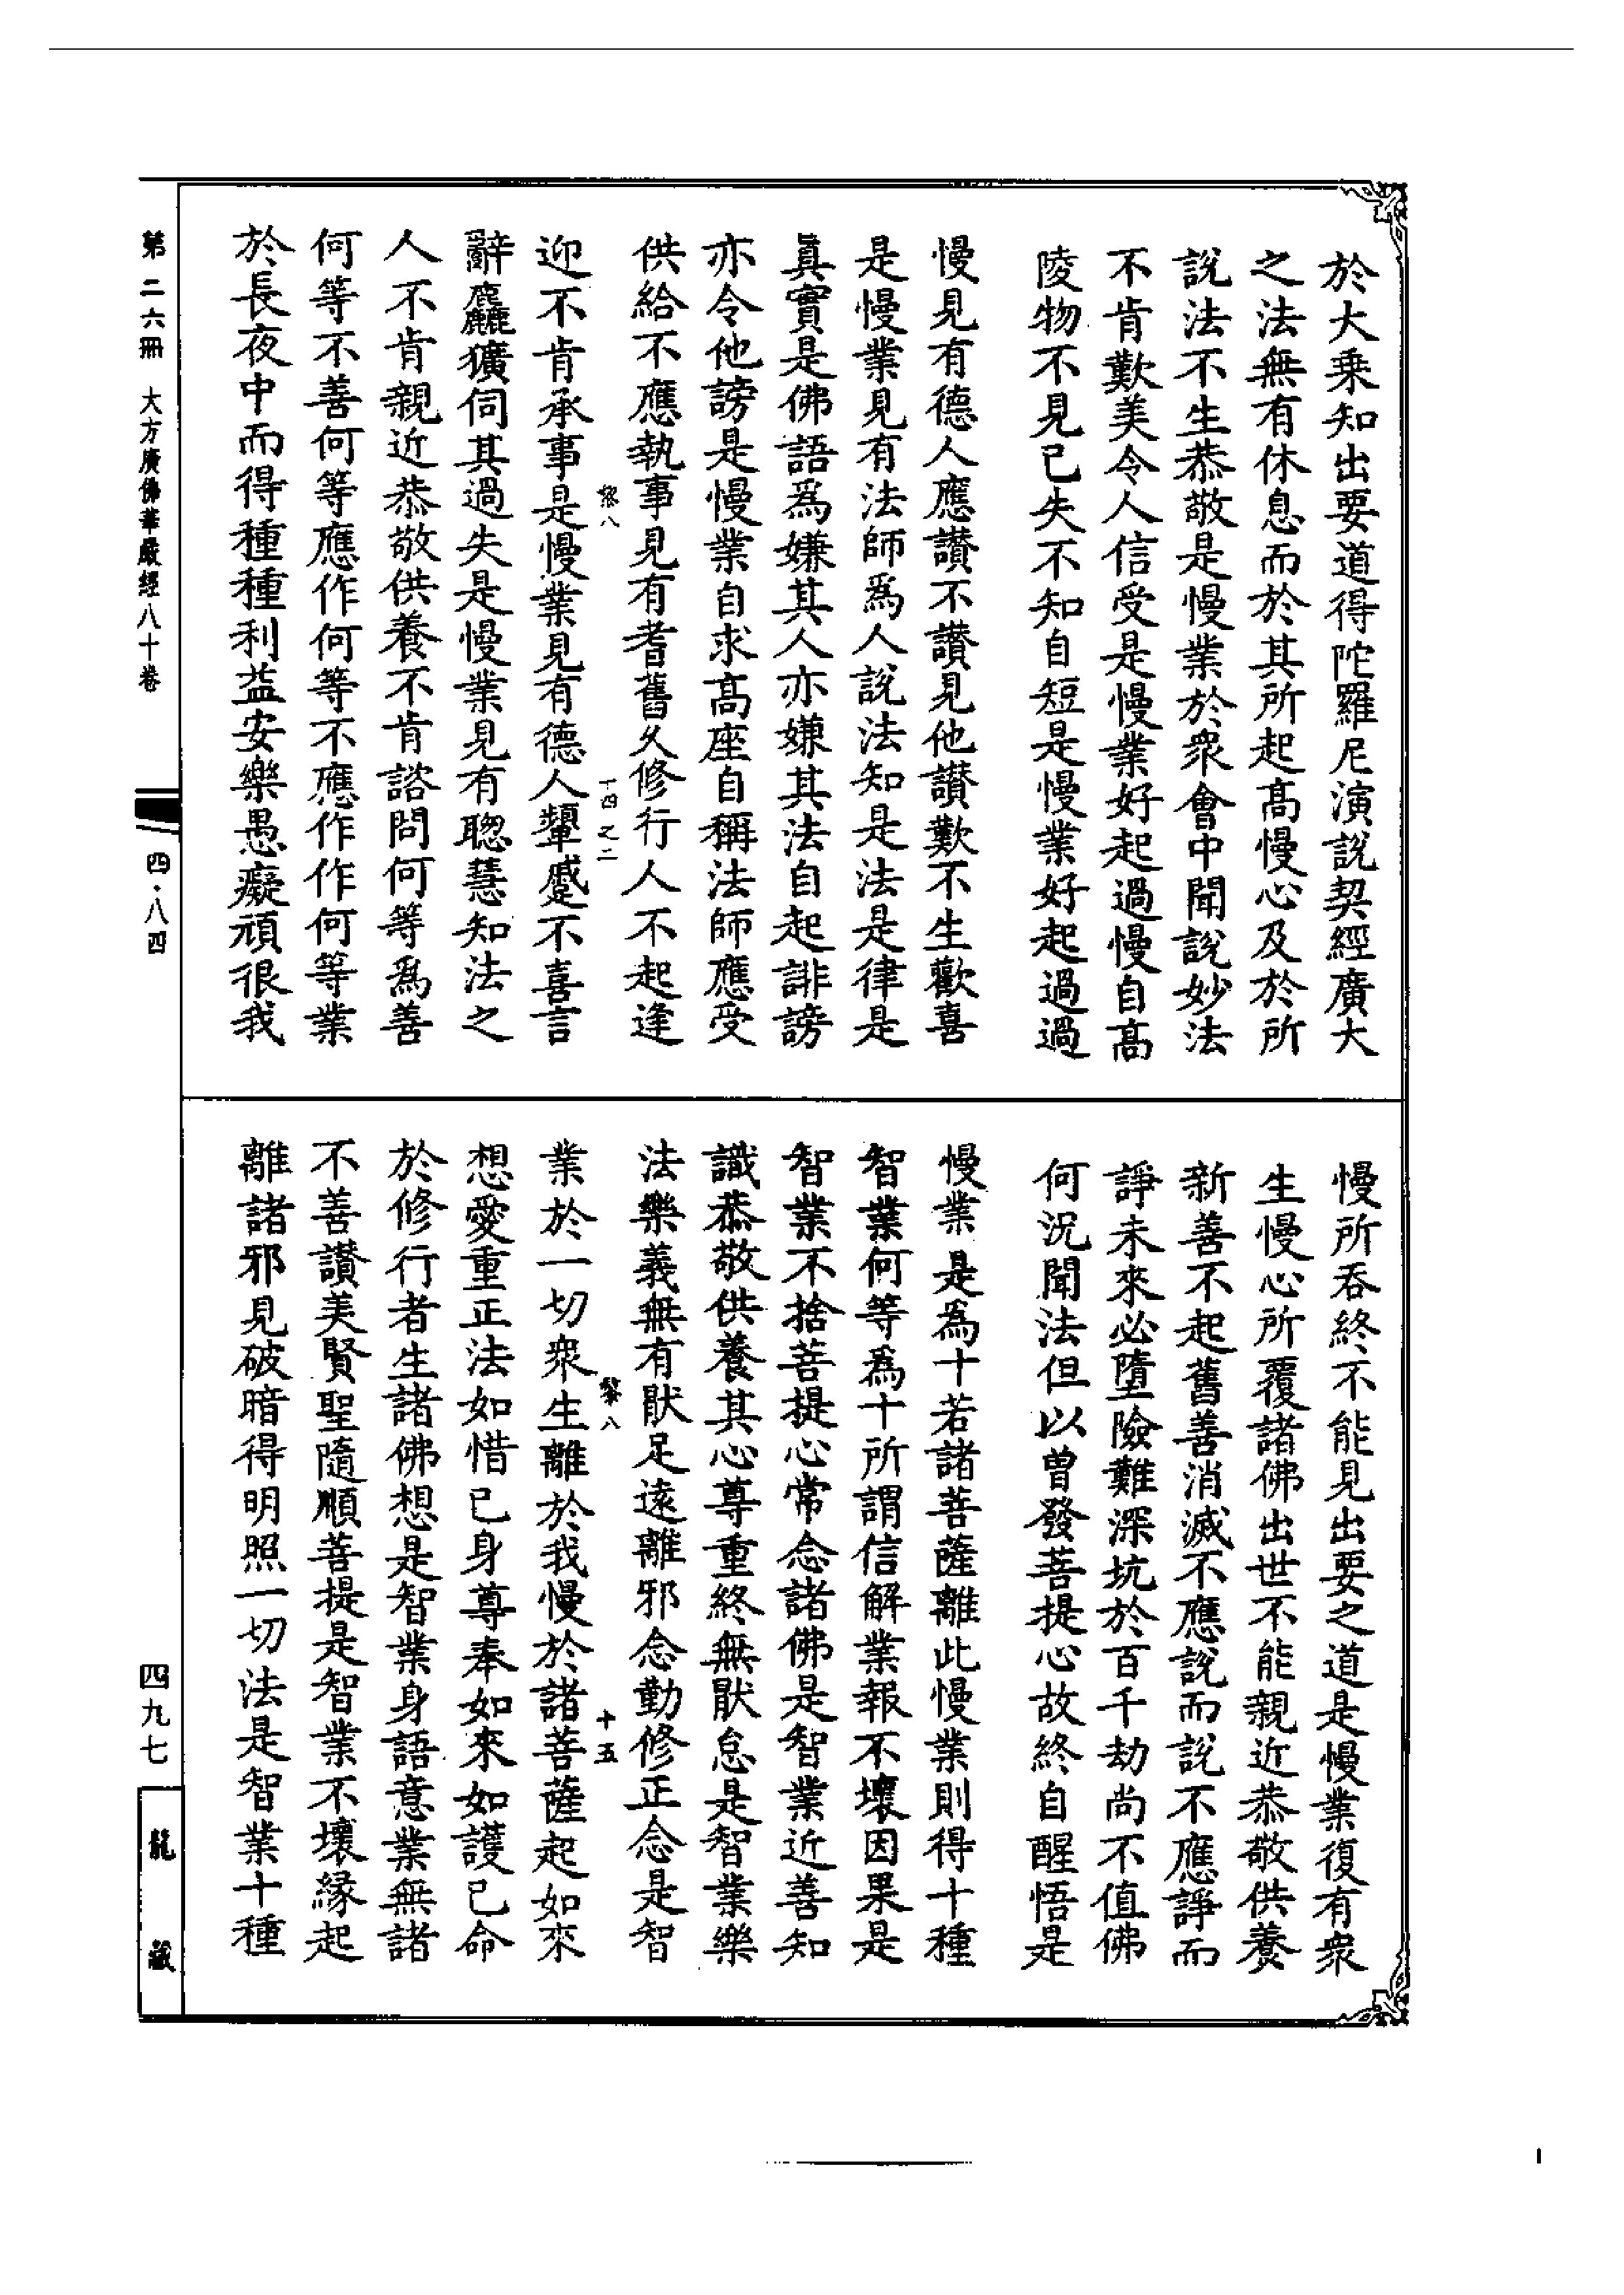 於大乗知出要道得陀羅尼演說契經廣大
之法無有休息而於其所起髙慢心及於所
說法不生恭敬是慢業於衆會中聞說妙法
不肯歎美令人信受是慢業好起過慢自髙
陵物不見己失不知自短是慢業好起過過
慢見有德人應讃不讃見他讃歎不生歡喜
是慢業見有法師爲人說法知是法是律是
真實是佛語爲嫌其人亦嫌其法自起誹謗
亦令他謗是慢業自求髙座自稱法師應受
供給不應執事見有耆舊久修行人不起逢
黎八
十四之二
迎不肯承事是慢業見有德人顰蹙不喜言
辭麤獷伺其過失是慢業見有聰慧知法之
人不肯親近恭敬供養不肯諮問何等爲善
何等不善何等應作何等不應作作何等業
於長夜中而得種種利益安樂愚癡頑很我
慢所吞終不能見出要之道是慢業復有衆
生慢心所覆諸佛出世不能親近恭敬供養
新善不起舊善消滅不應說而說不應諍而
諍未來必墮險難深坑於百千劫尚不值佛
何況聞法但以曾發菩提心故終自醒悟是
慢業是爲十若諸菩薩離此慢業則得十種
智業何等爲十所謂信解業報不壞因果是
智業不捨菩提心常念諸佛是智業近善知
識恭敬供養其心尊重終無猒怠是智業樂
法樂義無有猒足遠離邪念勤修正念是智
黎八
十五
業於一切衆生離於我慢於諸菩薩起如來
想愛重正法如惜己身尊奉如來如護己命
於修行者生諸佛想是智業身語意業無諸
不善讃美賢聖隨順菩提是智業不壞緣起
離諸邪見破暗得明照一切法是智業十種
第二六冊 大方廣佛華嚴經八十卷
四·八四
四九七
龍藏